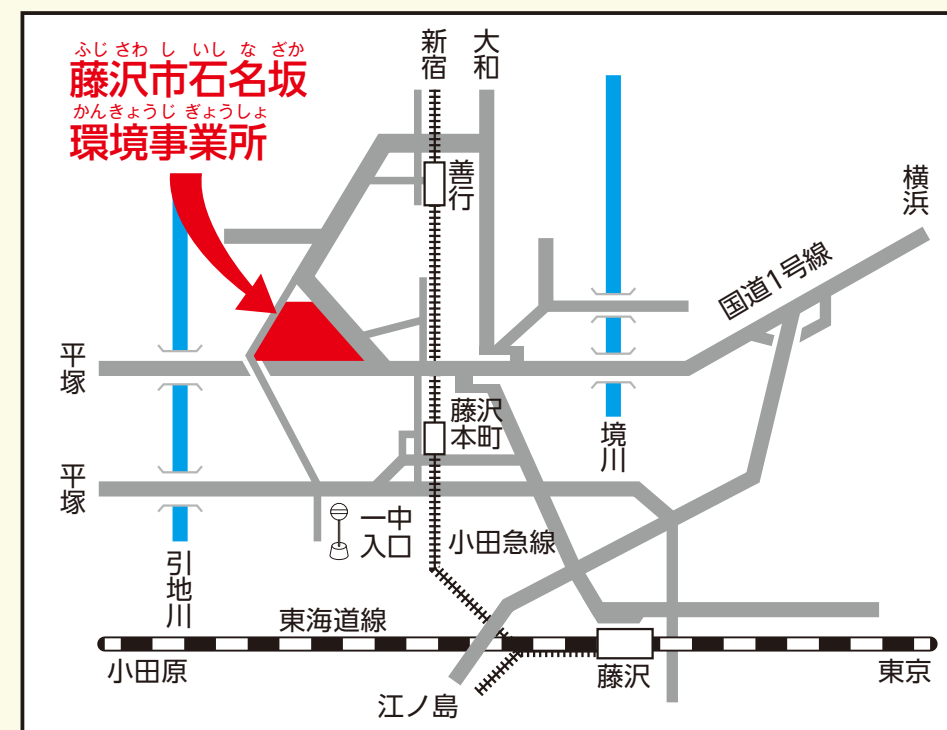 ふじさわしいしなざか
藤沢市石名坂
かんきょうじぎょうしょ
環境事業所
新宿
大和
善行
横浜
国道1号線
平塚
藤沢
本町
境川
平塚
一中
入口
小田急線
引地川
東海道線
小田原
藤沢
東京
江ノ島